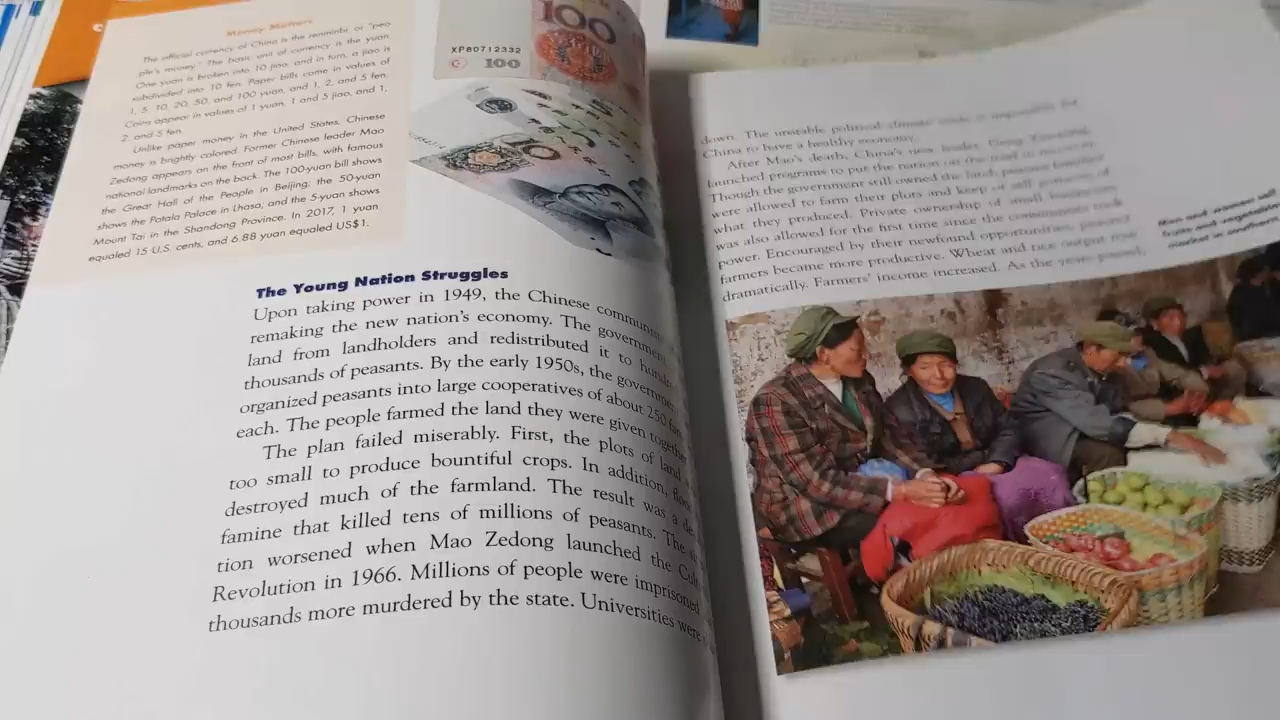 Money Matters
The official currency of China is the renminbi, or "peo-
ple's money." The basic unit of currency is the yuan.
One yuan is broken into 10 jiao, and in turn, a jiao is
subdivided into 10 fen. Paper bills come in values of
1, 5, 10, 20, 50, and 100 yuan, and 1, 2, and 5 fen.
Coins appear in values of 1 yuan, 1 and 5 jiao, and 1,
2, and 5 fen.
Unlike paper money in the United States, Chinese
money is brightly colored. Former Chinese leader Mao
Zedong appears on the front of most bills, with famous
national landmarks on the back. The 100-yuan bill shows
the Great Hall of the People in Beijing; the 50-yuan
shows the Potala Palace in Lhasa; and the 5-yuan shows
Mount Tai in the Shandong Province. In 2017, 1 yuan
equaled 15 U.S. cents, and 6.88 yuan equaled US$1.
100
XP80712332
100
The Young Nation Struggles
Upon taking power in 1949, the Chinese communis
remaking the new nation's economy. The government
land from landholders and redistributed it to hund
thousands of peasants. By the early 1950s, the governme
organized peasants into large cooperatives of about 250 fa
each. The people farmed the land they were given togethe
The plan failed miserably. First, the plots of land
too small to produce bountiful crops. In addition, floo
destroyed much of the farmland. The result was a de
famine that killed tens of millions of peasants. The si
tion worsened when Mao Zedong launched the Cul
Revolution in 1966. Millions of people were imprisoned
thousands more murdered by the state. Universities were
down. The unstable political climate made it impossible for
China to have a healthy economy.
After Mao's death, China's new leader, Deng Xiaoping,
launched programs to put the nation on the road to recovery.
Though the government still owned the land, peasant families
were allowed to farm their plots and keep or sell portions of
what they produced. Private ownership of small businesses
was also allowed for the first time since the communists took
power. Encouraged by their newfound opportunities, peasant
farmers became more productive. Wheat and rice output rose
dramatically. Farmers' income increased. As the years passed,
Men and women sell
fruits and vegetables
market in southern